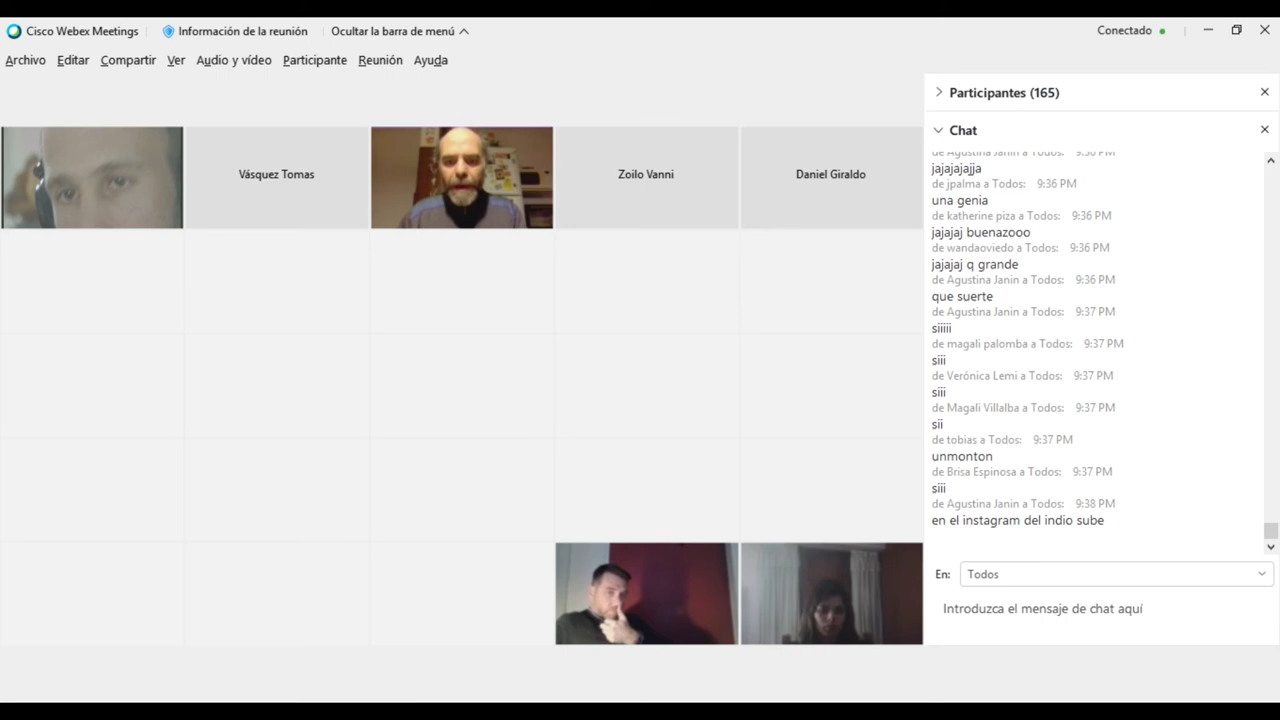 Cisco Webex Meetings
Información de la reunión
Ocultar la barra de menú
Conectado
Archivo Editar Compartir Ver Audio y vídeo Participante Reunión Ayuda
Participantes (165)
Chat
de Agustina Janin a Todos: 9:36 PM
jajajajajja
de jpalma a Todos: 9:36 PM
una genia
de katherine piza a Todos: 9:36 PM
jajajaj buenazooo
de wandaoviedo a Todos: 9:36 PM
jajajaj q grande
de Agustina Janin a Todos: 9:36 PM
que suerte
de Agustina Janin a Todos: 9:37 PM
siiiii
de magali palomba a Todos: 9:37 PM
siii
de Verónica Lemi a Todos: 9:37 PM
siii
de Magali Villalba a Todos: 9:37 PM
sii
de tobias a Todos: 9:37 PM
unmonton
de Brisa Espinosa a Todos: 9:37 PM
siii
de Agustina Janin a Todos: 9:38 PM
en el instagram del indio sube
En: Todos
Introduzca el mensaje de chat aquí
Vásquez Tomas
Zoilo Vanni
Daniel Giraldo